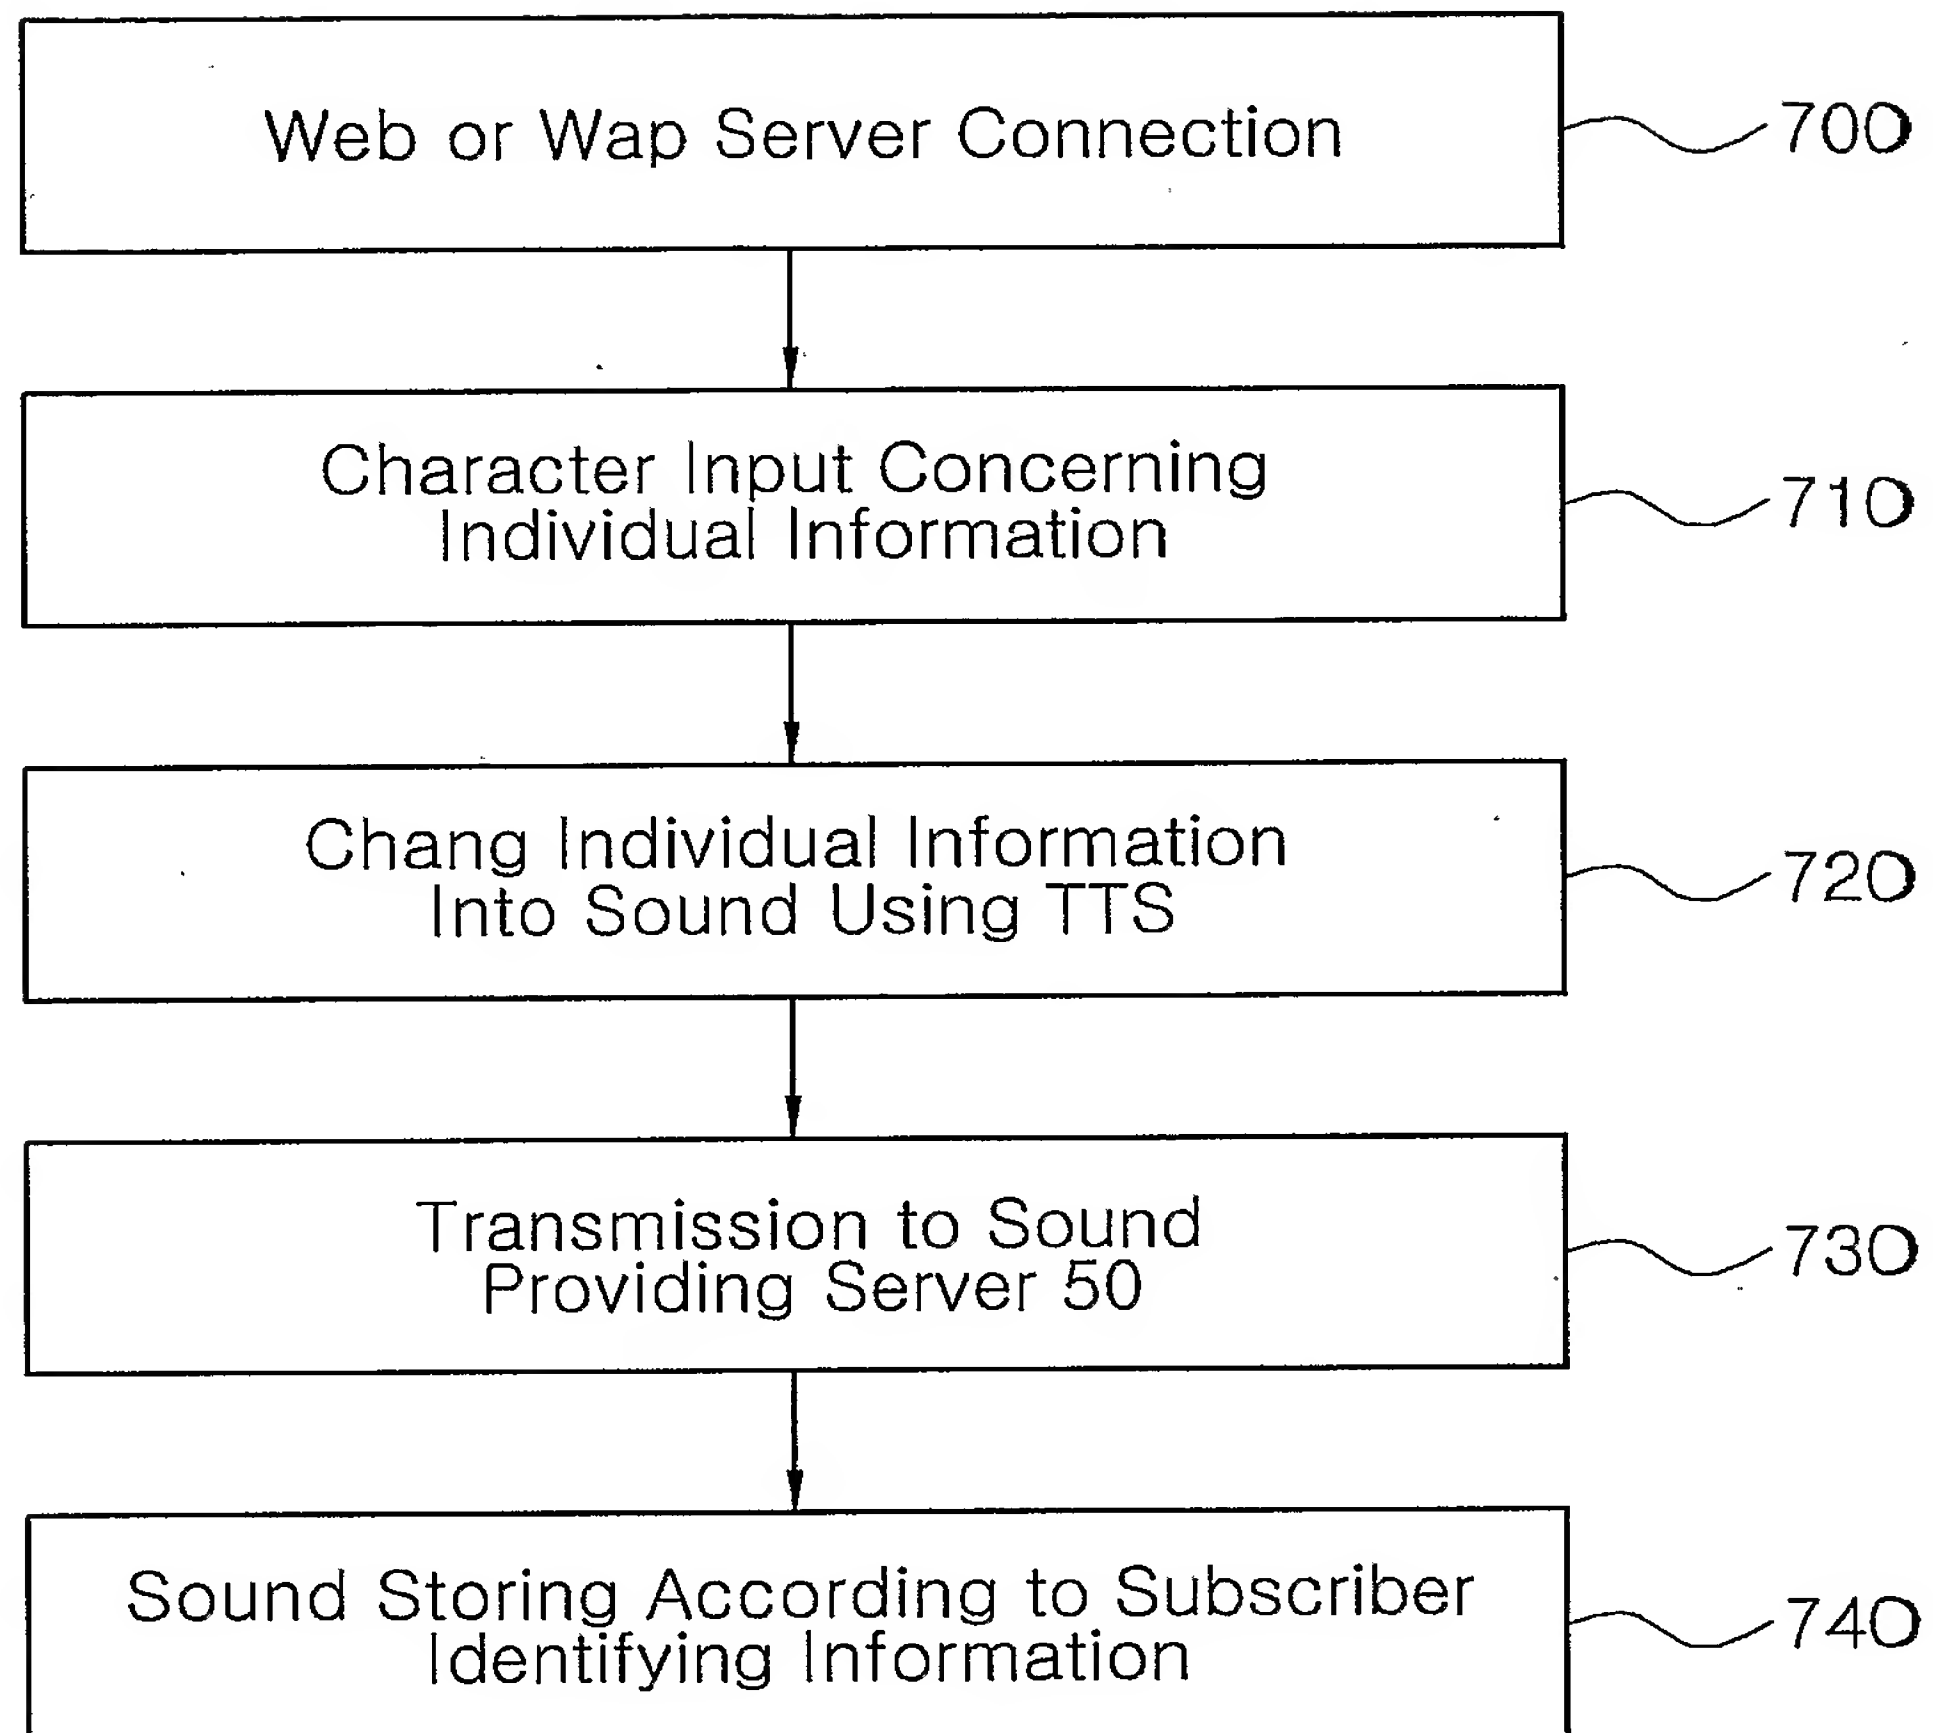 Web or Wap Server Connection
700
Character Input Concerning
Individual Information
710
Chang Individual Information
Into Sound Using TTS
720
Transmission to Sound
Providing Server 50
730
Sound Storing According to Subscriber
Identifying Information
740